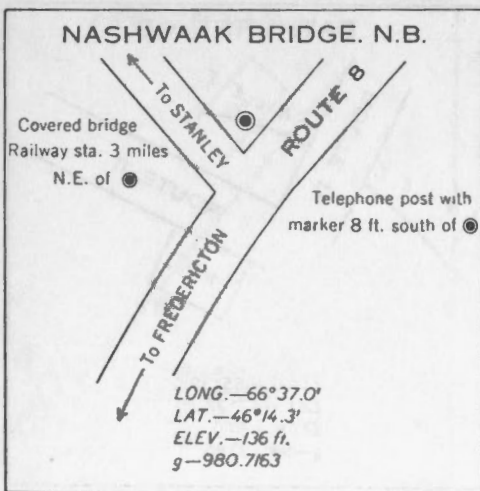 NASHWAAK BRIDGE. N.B.
To STANLEY
ROUTE 8
Covered bridge
Railway sta. 3 miles
N.E. of
Telephone post with
marker 8 ft. south of
To FREDERICTON
LONG.—66°37.0'
LAT.—46°14.3'
ELEV.—136 ft.
g—980.7163